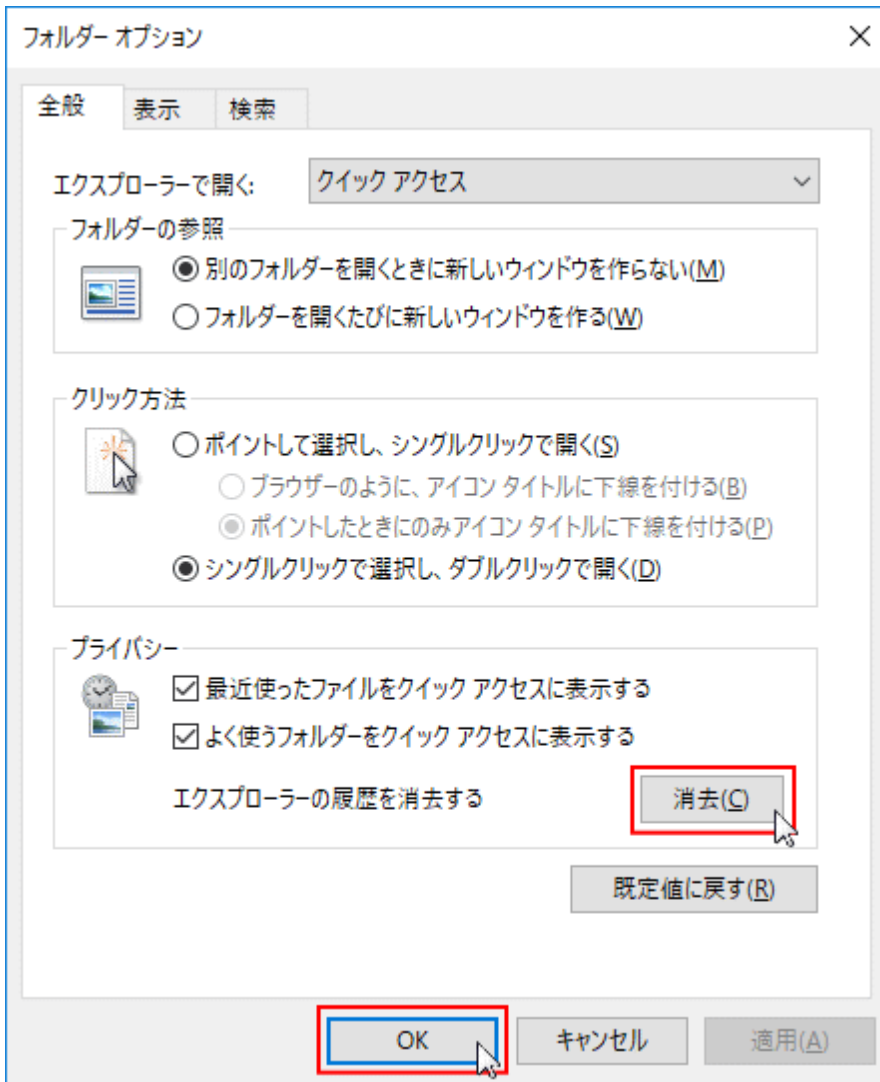 フォルダー オプション
全般 表示 検索
エクスプローラーで開く: クイック アクセス
フォルダーの参照
別のフォルダーを開くときに新しいウィンドウを作らない(M)
フォルダーを開くたびに新しいウィンドウを作る(W)
クリック方法
ポイントして選択し、シングルクリックで開く(S)
ブラウザーのように、アイコン タイトルに下線を付ける(B)
ポイントしたときにのみアイコン タイトルに下線を付ける(P)
シングルクリックで選択し、ダブルクリックで開く(D)
プライバシー
最近使ったファイルをクイック アクセスに表示する
よく使うフォルダーをクイック アクセスに表示する
エクスプローラーの履歴を消去する 消去(C)
既定値に戻す(R)
OK キャンセル 適用(A)